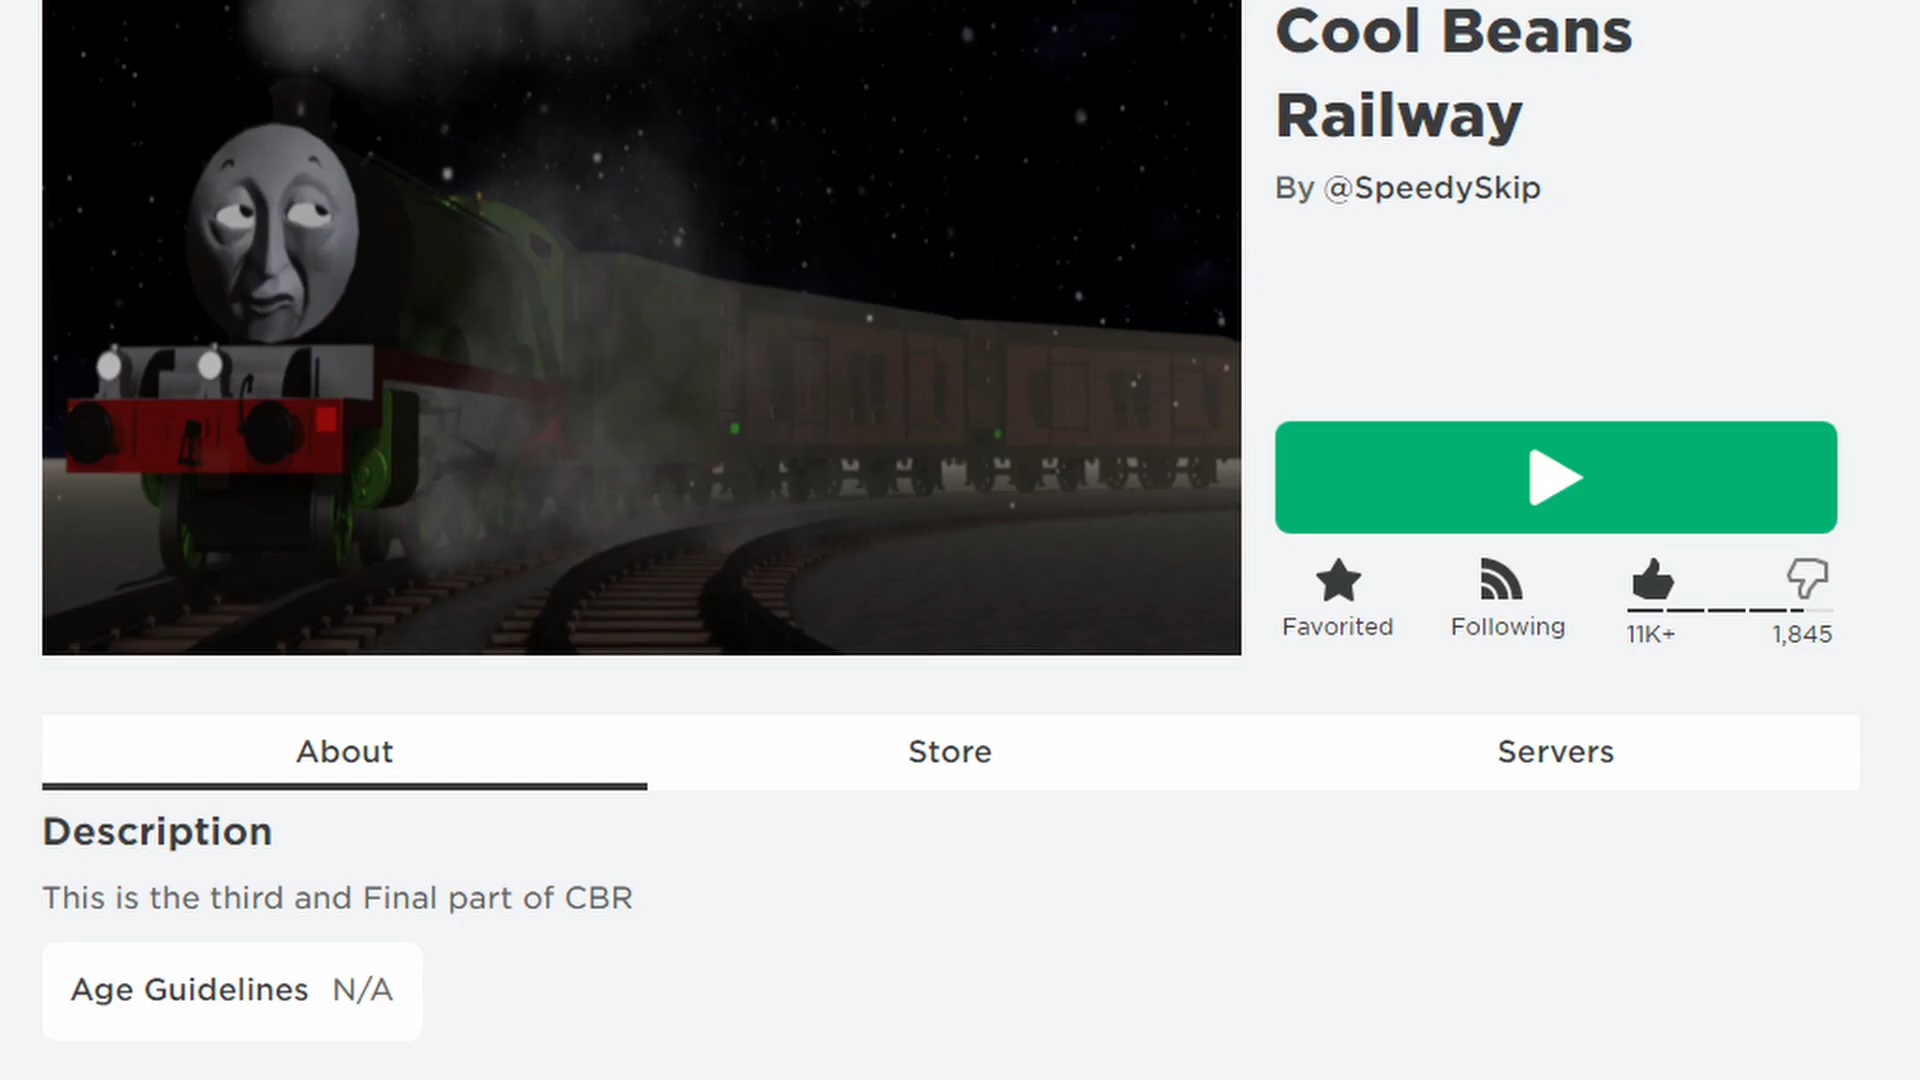 Cool Beans
Railway
By @SpeedySkip
Favorited
Following
11K+
1,845
About
Store
Servers
Description
This is the third and Final part of CBR
Age Guidelines N/A